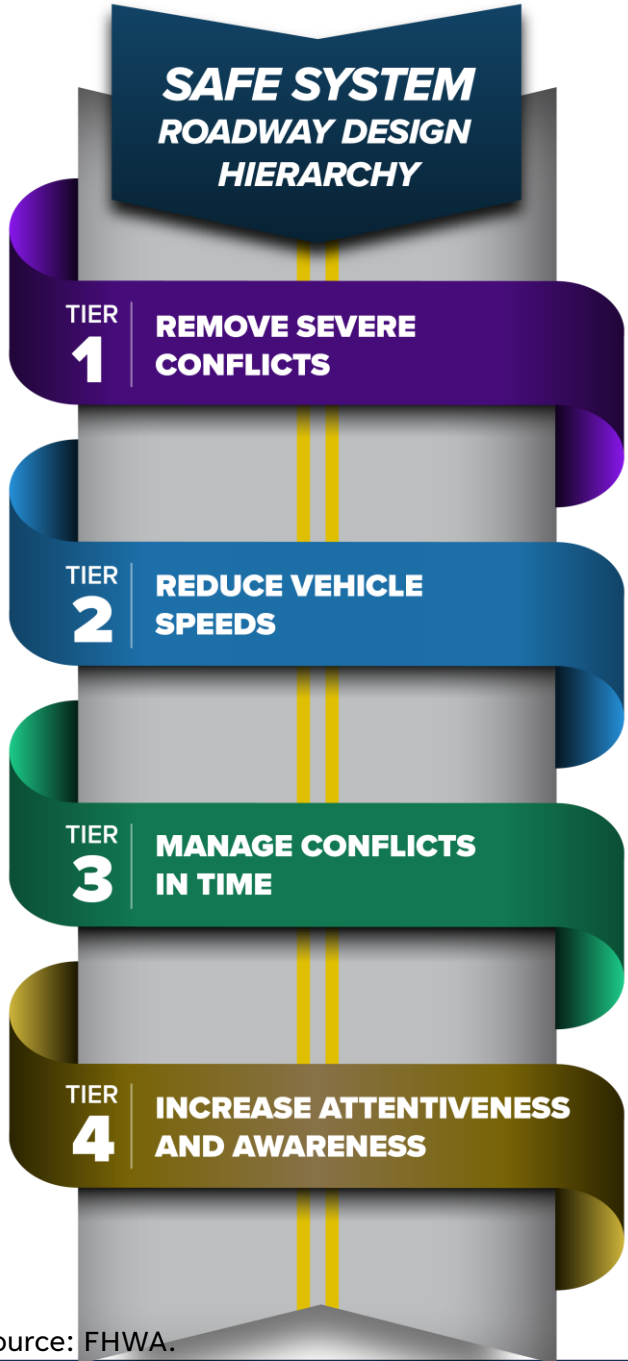 SAFE SYSTEM
ROADWAY DESIGN
HIERARCHY
TIER
1
REMOVE SEVERE
CONFLICTS
TIER
2
REDUCE VEHICLE
SPEEDS
TIER
3
MANAGE CONFLICTS
IN TIME
TIER
4
INCREASE ATTENTIVENESS
AND AWARENESS
ource: FHWA.